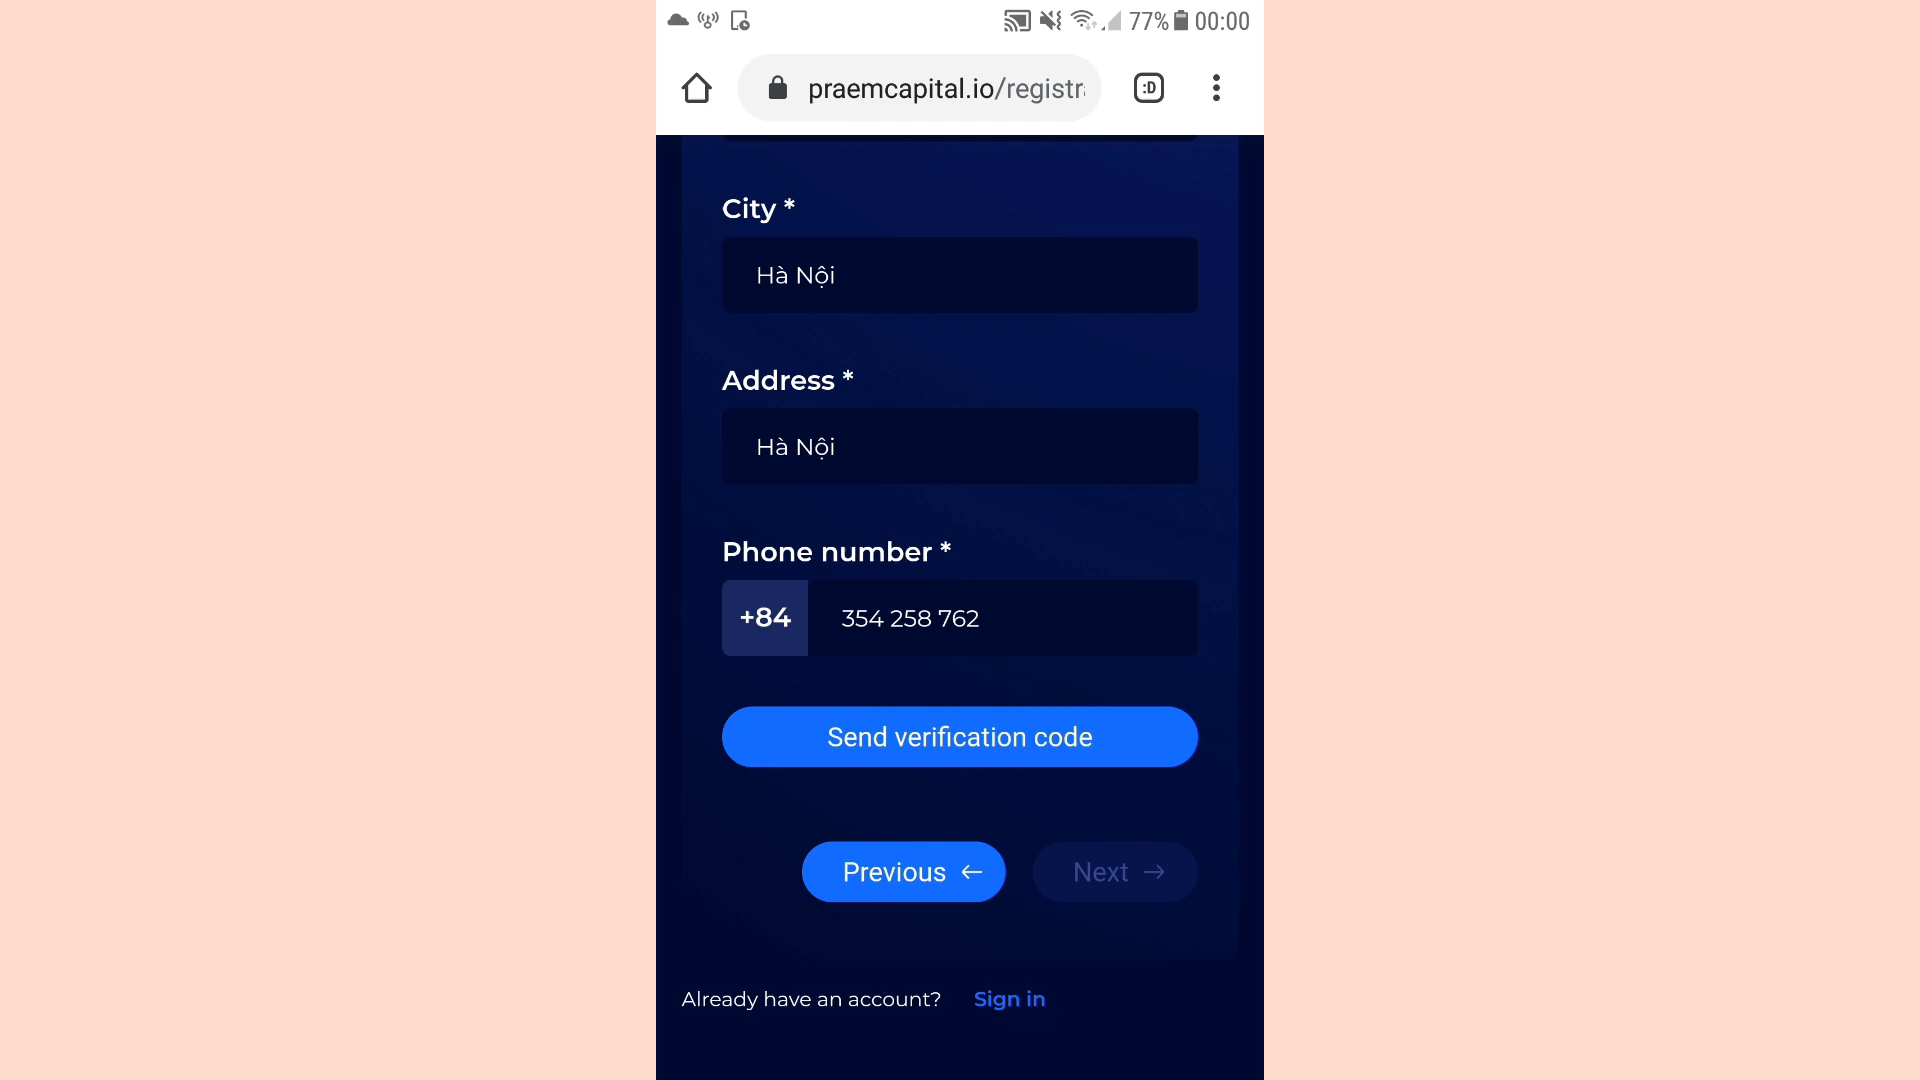 77% 00:00
praemcapital.io/registr
:D
City *
Hà Nội
Address *
Hà Nội
Phone number *
+84 354 258 762
Send verification code
Previous ← Next →
Already have an account? Sign in